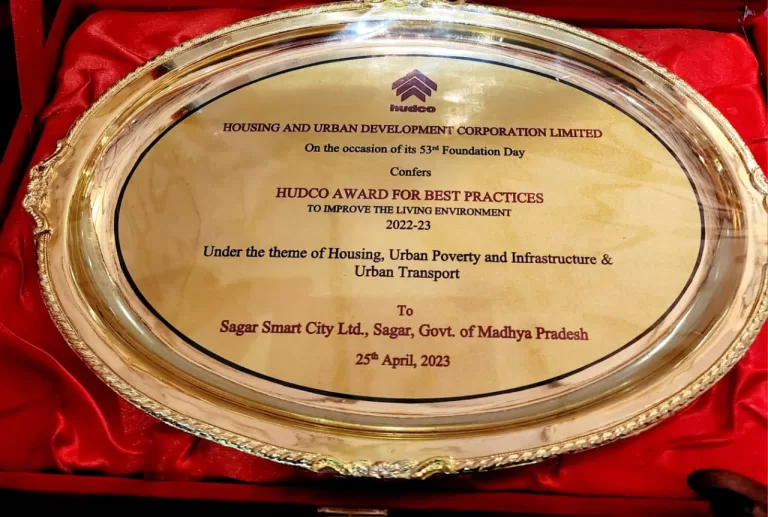 hudco
HOUSING AND URBAN DEVELOPMENT CORPORATION LIMITED
On the occasion of its 53rd Foundation Day
Confers
HUDCO AWARD FOR BEST PRACTICES
TO IMPROVE THE LIVING ENVIRONMENT
2022-23
Under the theme of Housing, Urban Poverty and Infrastructure &
Urban Transport
To
Sagar Smart City Ltd., Sagar, Govt. of Madhya Pradesh
25th April, 2023